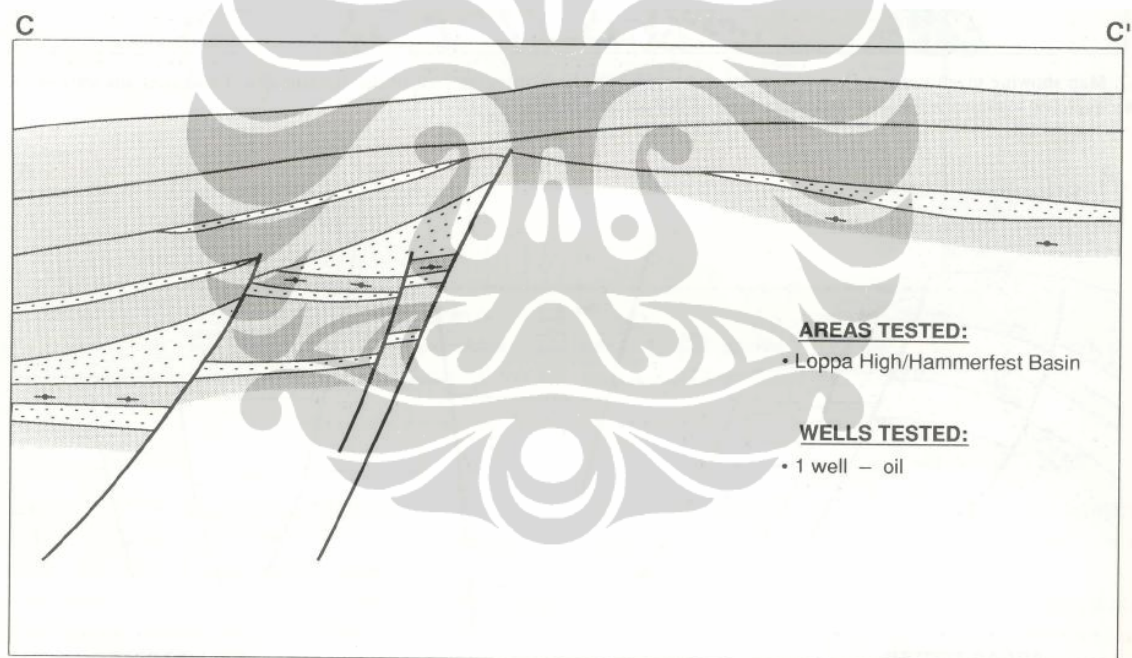 C
C'
AREAS TESTED:
• Loppa High/Hammerfest Basin
WELLS TESTED:
• 1 well – oil